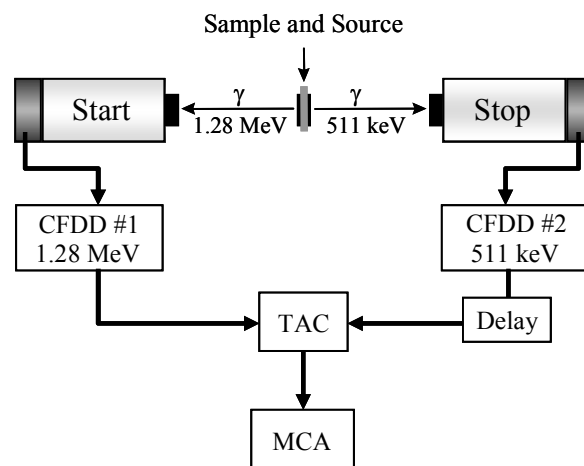 Sample and Source
Start
γ
1.28 MeV
γ
511 keV
Stop
CFDD #1
1.28 MeV
CFDD #2
511 keV
TAC
Delay
MCA